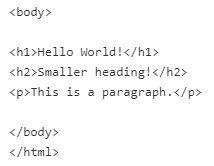 <body>
<h1>Hello World!</h1>
<h2>Smaller heading!</h2>
<p>This is a paragraph.</p>
</body>
</html>